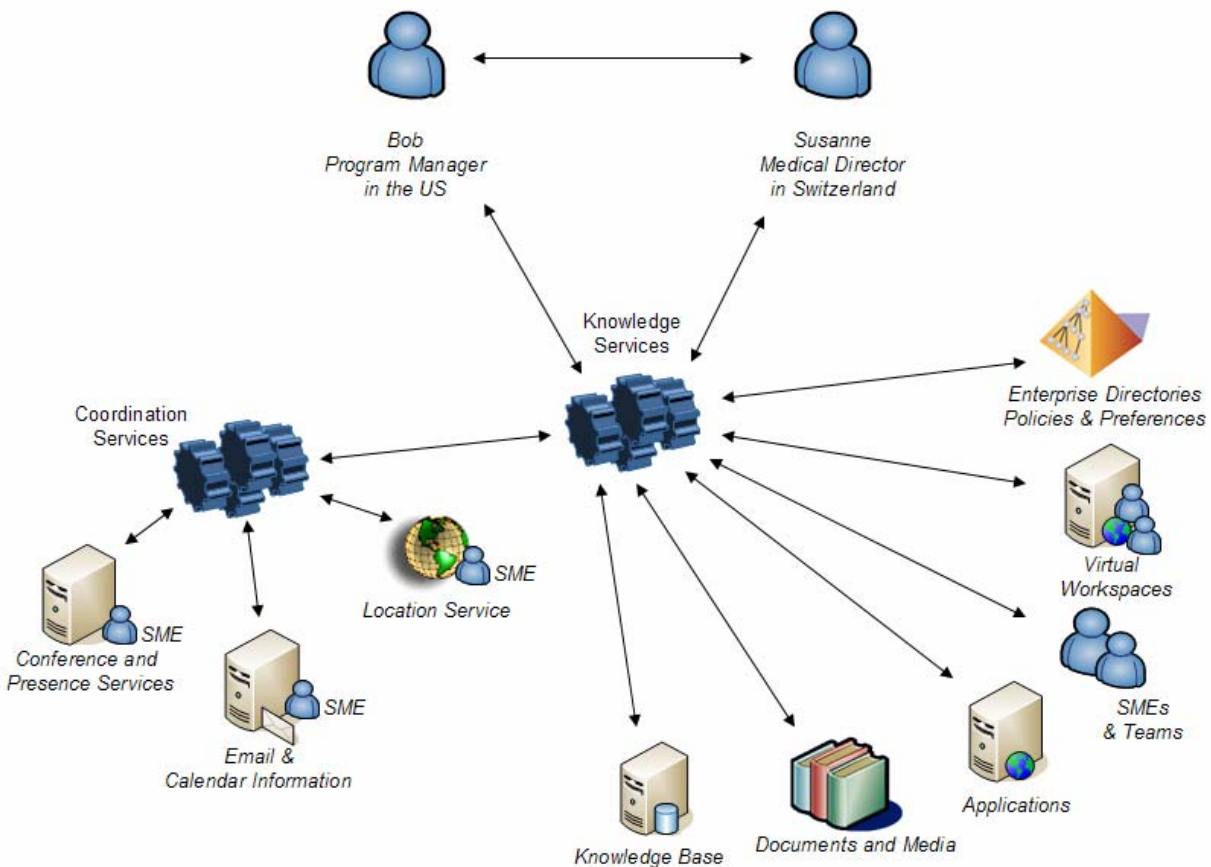 Bob
Program Manager
in the US
Susanne
Medical Director
in Switzerland
Knowledge
Services
Coordination
Services
Enterprise Directories
Policies & Preferences
Virtual
Workspaces
SMEs
& Teams
Applications
Documents and Media
Knowledge Base
SME
Location Service
SME
Conference and
Presence Services
SME
Email &
Calendar Information